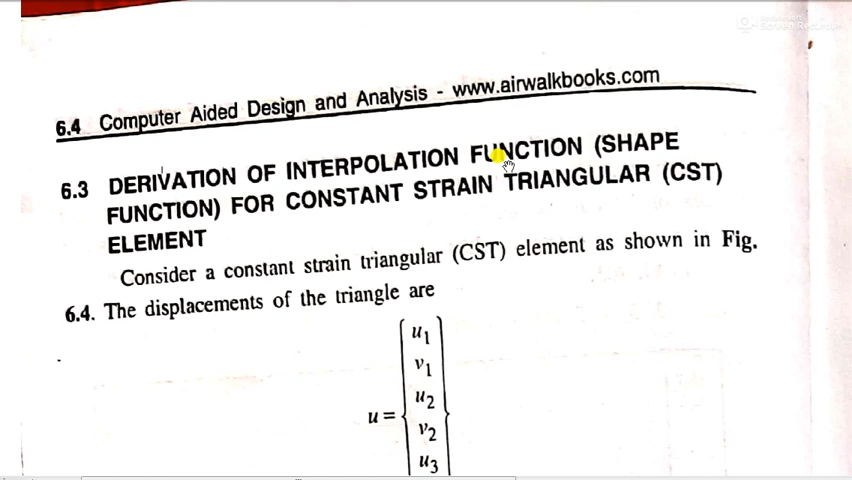 6.4 Computer Aided Design and Analysis - www.airwalkbooks.com
6.3 DERIVATION OF INTERPOLATION FUNCTION (SHAPE
FUNCTION) FOR CONSTANT STRAIN TRIANGULAR (CST)
ELEMENT
Consider a constant strain triangular (CST) element as shown in Fig.
6.4. The displacements of the triangle are
u1
v1
u2
u = v2
u3